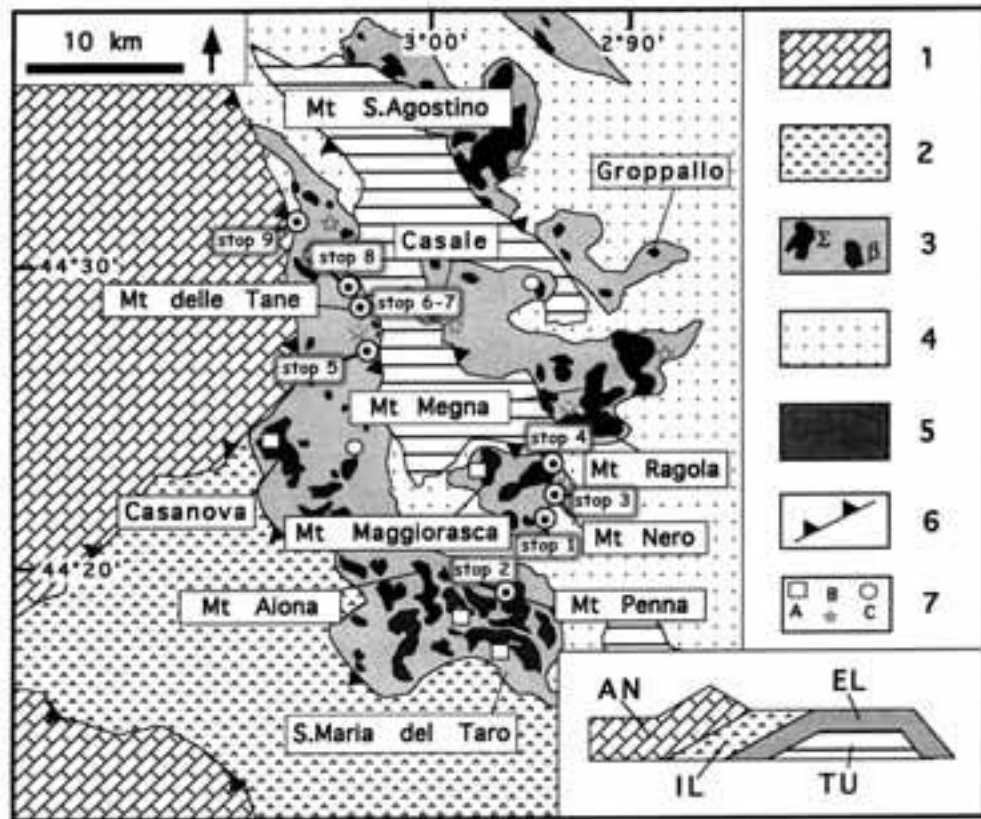 10 km
3°00'
2°90'
1
Mt S.Agostino
2
Groppallo
Σ
β
3
stop 9
Casale
stop 8
44°30'
Mt delle Tane
stop 6-7
4
stop 5
Mt Megna
5
stop 4
Mt Ragola
stop 3
Casanova
Mt Maggiorasca
stop 1
Mt Nero
6
44°20'
stop 2
Mt Aiona
Mt Penna
A
B
C
7
AN
EL
S.Maria del Taro
IL
TU